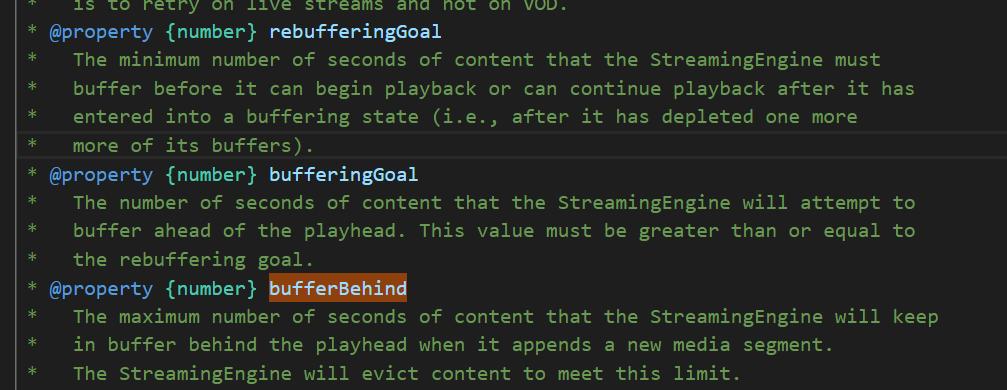 *   is to retry on live streams and not on VOD.
* @property {number} rebufferingGoal
*   The minimum number of seconds of content that the StreamingEngine must
*   buffer before it can begin playback or can continue playback after it has
*   entered into a buffering state (i.e., after it has depleted one more
*   more of its buffers).
* @property {number} bufferingGoal
*   The number of seconds of content that the StreamingEngine will attempt to
*   buffer ahead of the playhead. This value must be greater than or equal to
*   the rebuffering goal.
* @property {number} bufferBehind
*   The maximum number of seconds of content that the StreamingEngine will keep
*   in buffer behind the playhead when it appends a new media segment.
*   The StreamingEngine will evict content to meet this limit.